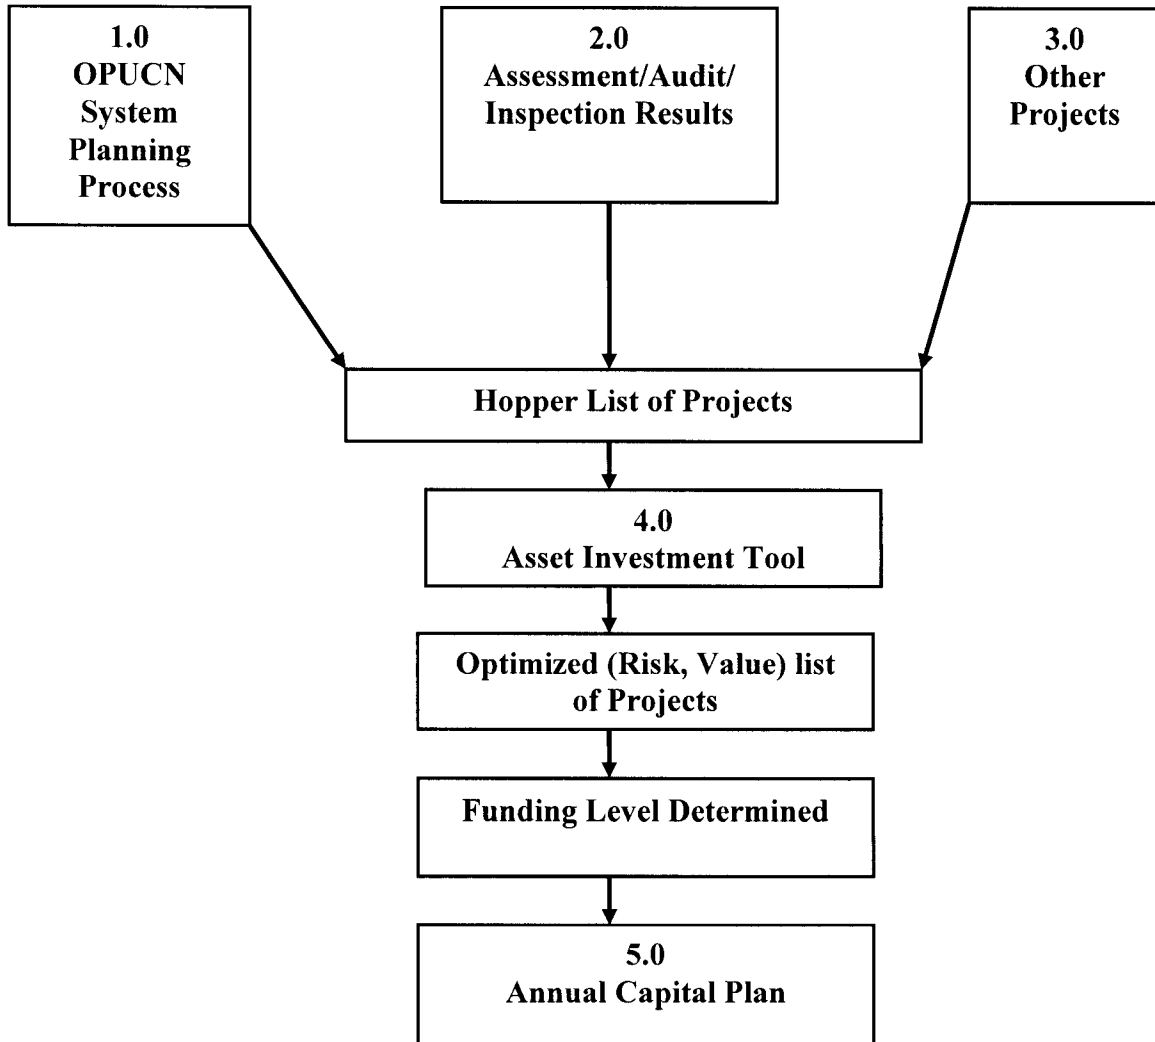 1.0
OPUCN
System
Planning
Process
2.0
Assessment/Audit/
Inspection Results
3.0
Other
Projects
Hopper List of Projects
4.0
Asset Investment Tool
Optimized (Risk, Value) list
of Projects
Funding Level Determined
5.0
Annual Capital Plan